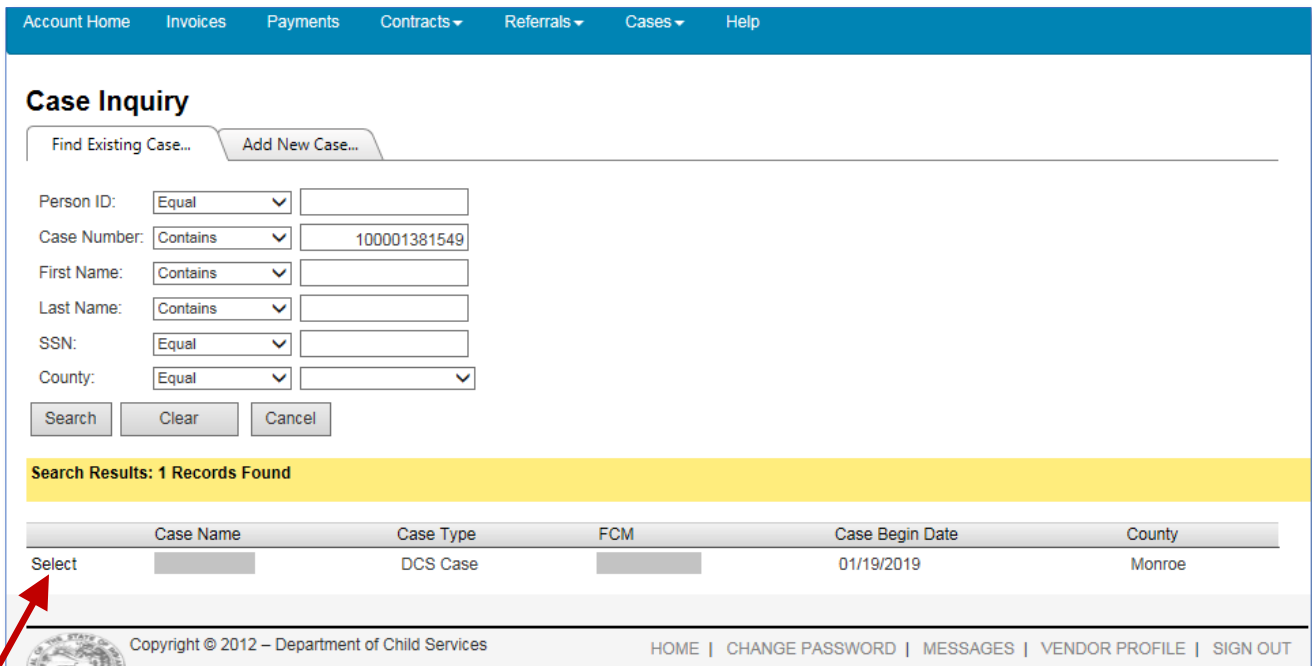 Account Home Invoices Payments Contracts Referrals Cases Help
Case Inquiry
Find Existing Case... Add New Case...
Person ID: Equal
Case Number: Contains 100001381549
First Name: Contains
Last Name: Contains
SSN: Equal
County: Equal
Search Clear Cancel
Search Results: 1 Records Found
Case Name Case Type FCM Case Begin Date County
Select DCS Case 01/19/2019 Monroe
Copyright © 2012 – Department of Child Services HOME | CHANGE PASSWORD | MESSAGES | VENDOR PROFILE | SIGN OUT